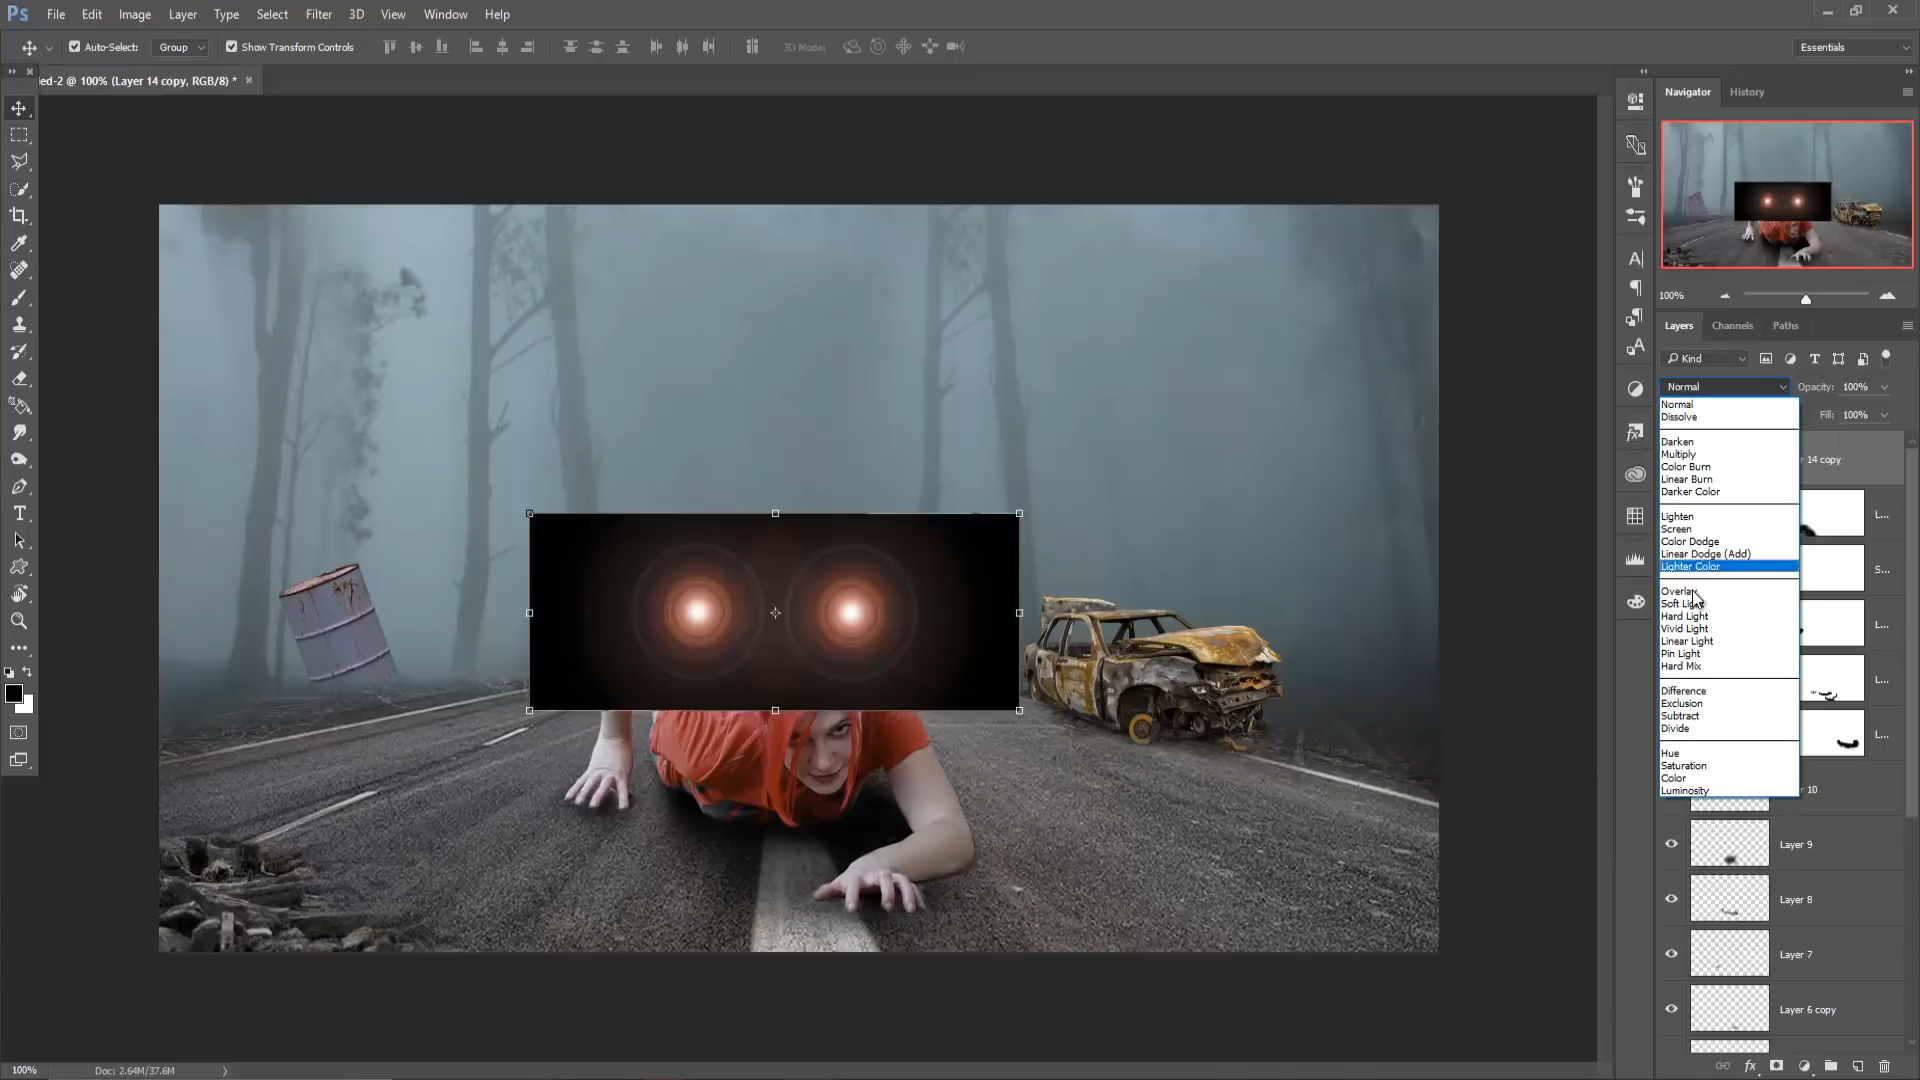 Ps File Edit Image Layer Type Select Filter 3D View Window Help
Auto-Select: Group Show Transform Controls 3D Mode: Essentials
ed-2 @ 100% (Layer 14 copy, RGB/8) *
Navigator History
100%
Layers Channels Paths
Kind
Normal Opacity: 100%
Fill: 100%
Normal
Dissolve
Darken
Multiply
Color Burn
Linear Burn
Darker Color
Lighten
Screen
Color Dodge
Linear Dodge (Add)
Lighter Color
Overlay
Soft Light
Hard Light
Vivid Light
Linear Light
Pin Light
Hard Mix
Difference
Exclusion
Subtract
Divide
Hue
Saturation
Color
Luminosity
14 copy
L...
S...
L...
L...
L...
10
Layer 9
Layer 8
Layer 7
Layer 6 copy
100% Doc: 2.64M/37.6M